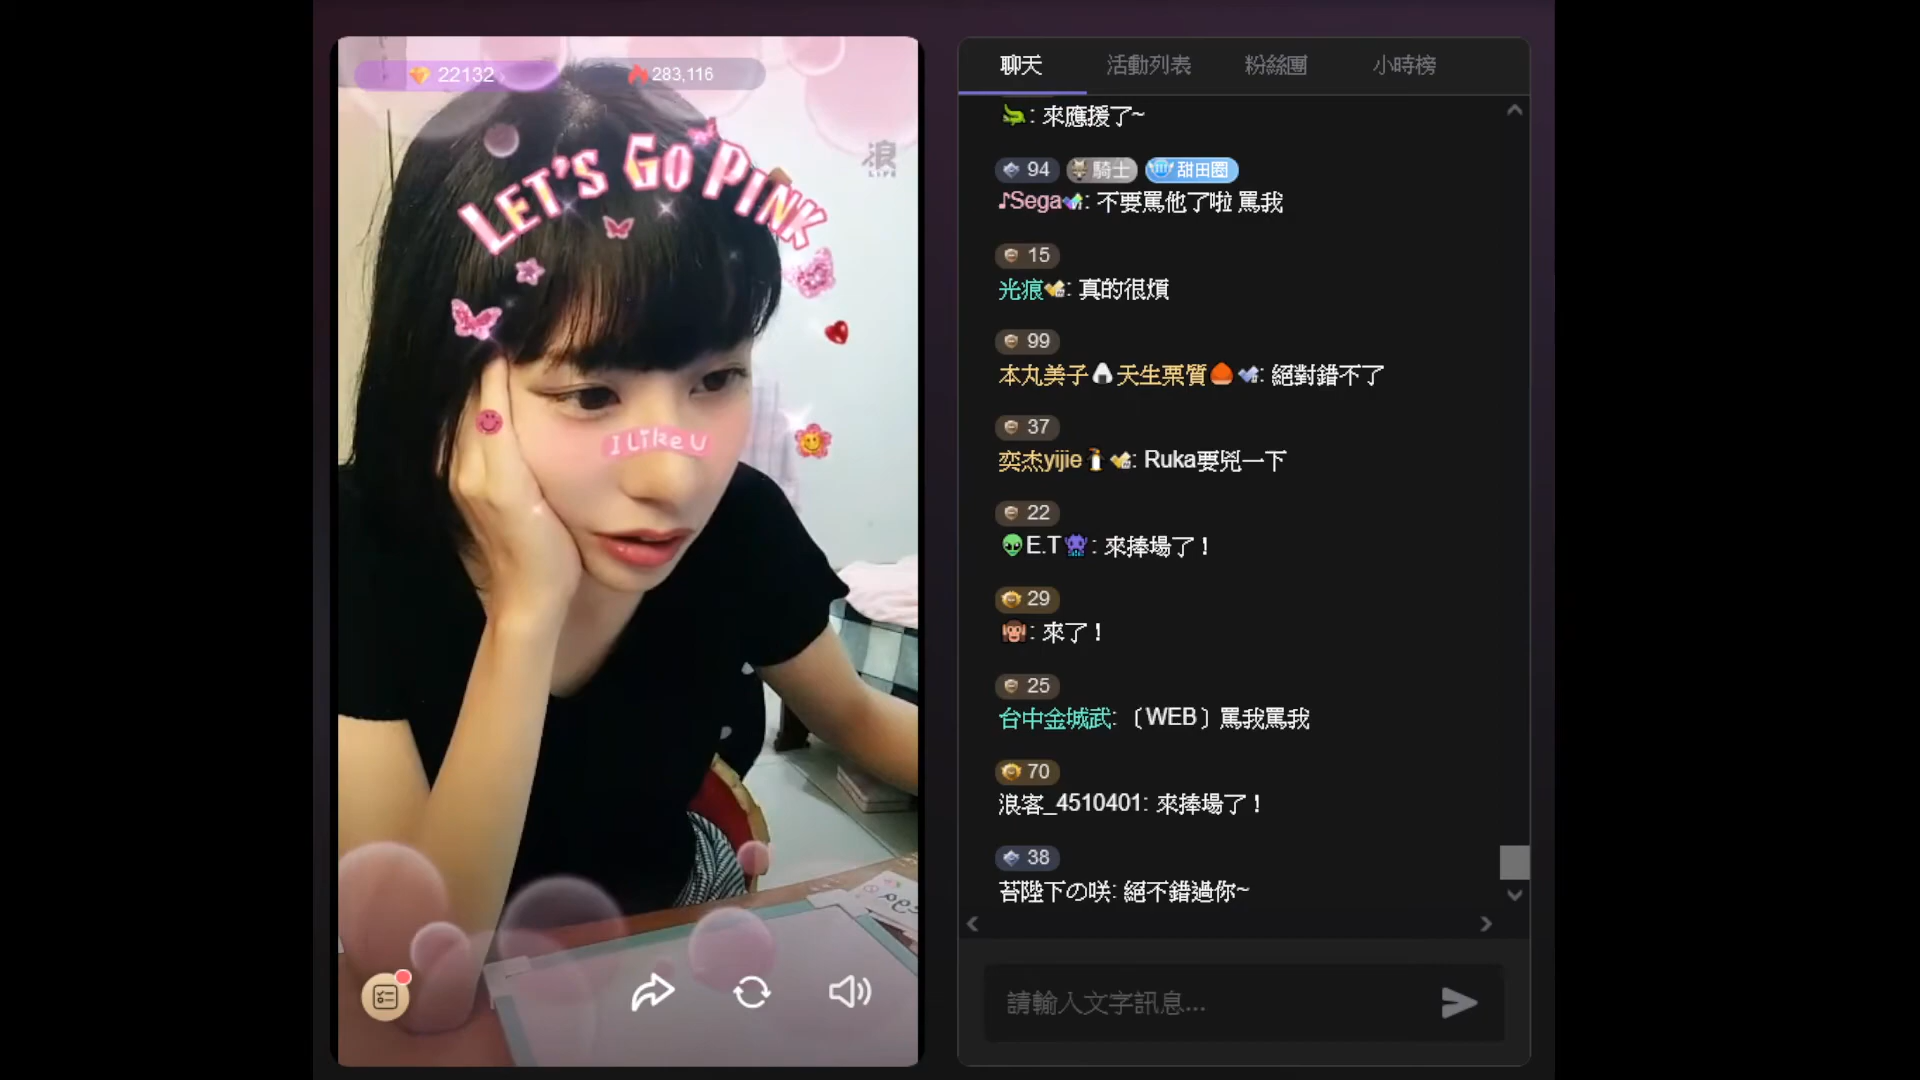 22132
283,116
浪
LIFE
LET'S GO PINK
I Like U
聊天
活動列表
粉絲團
小時榜
: 來應援了~
94 騎士 甜田圈
♪Sega: 不要罵他了啦 罵我
15
光痕: 真的很煩
99
本丸美子🍙天生栗質🌰: 絕對錯不了
37
奕杰yijie: Ruka要兇一下
22
👽E.T👾: 來捧場了!
29
🙉: 來了!
25
台中金城武: 〔WEB〕罵我罵我
70
浪客_4510401: 來捧場了!
38
苔陛下の咲: 絕不錯過你~
請輸入文字訊息...